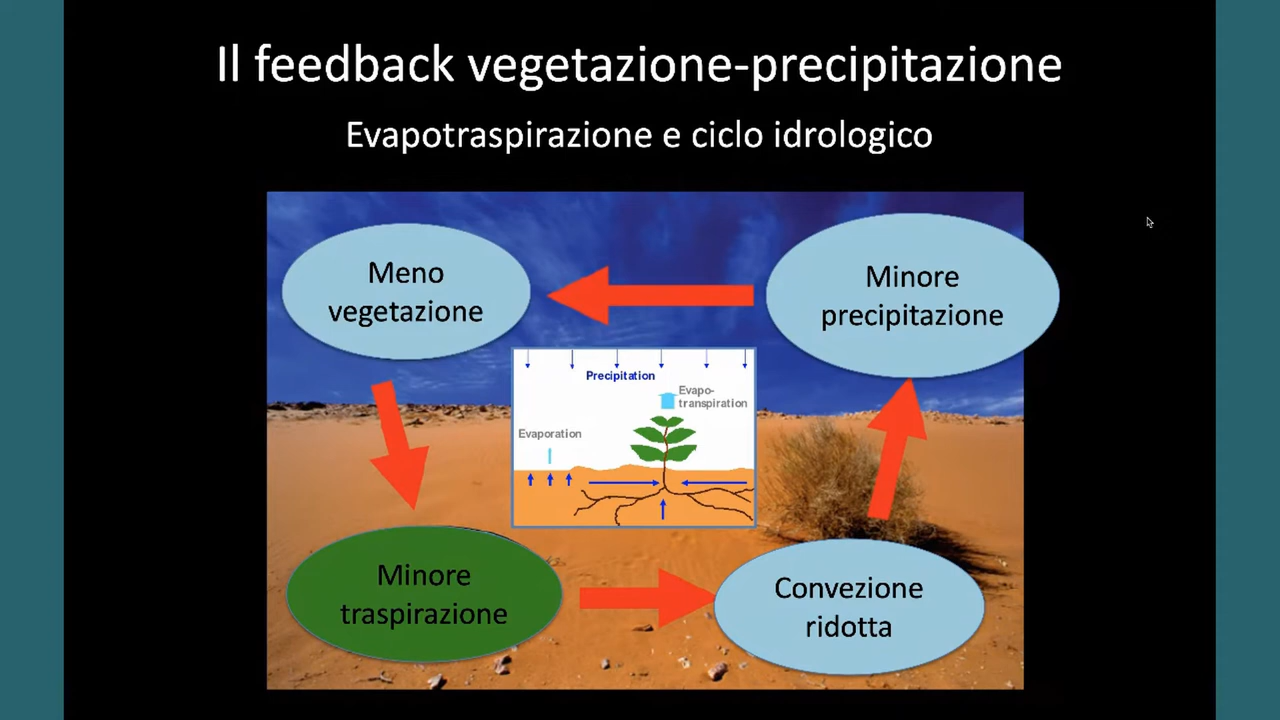 Il feedback vegetazione-precipitazione
Evapotraspirazione e ciclo idrologico
Meno
vegetazione
Minore
precipitazione
Precipitation
Evapo-
transpiration
Evaporation
Minore
traspirazione
Convezione
ridotta